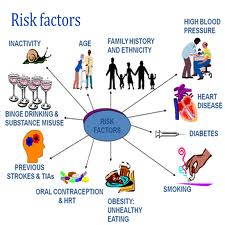 Risk factors
INACTIVITY
AGE
FAMILY HISTORY
AND ETHNICITY
HIGH BLOOD
PRESSURE
HEART
DISEASE
BINGE DRINKING &
SUBSTANCE MISUSE
RISK
FACTORS
DIABETES
PREVIOUS
STROKES & TIAs
ORAL CONTRACEPTION
& HRT
OBESITY:
UNHEALTHY
EATING
SMOKING